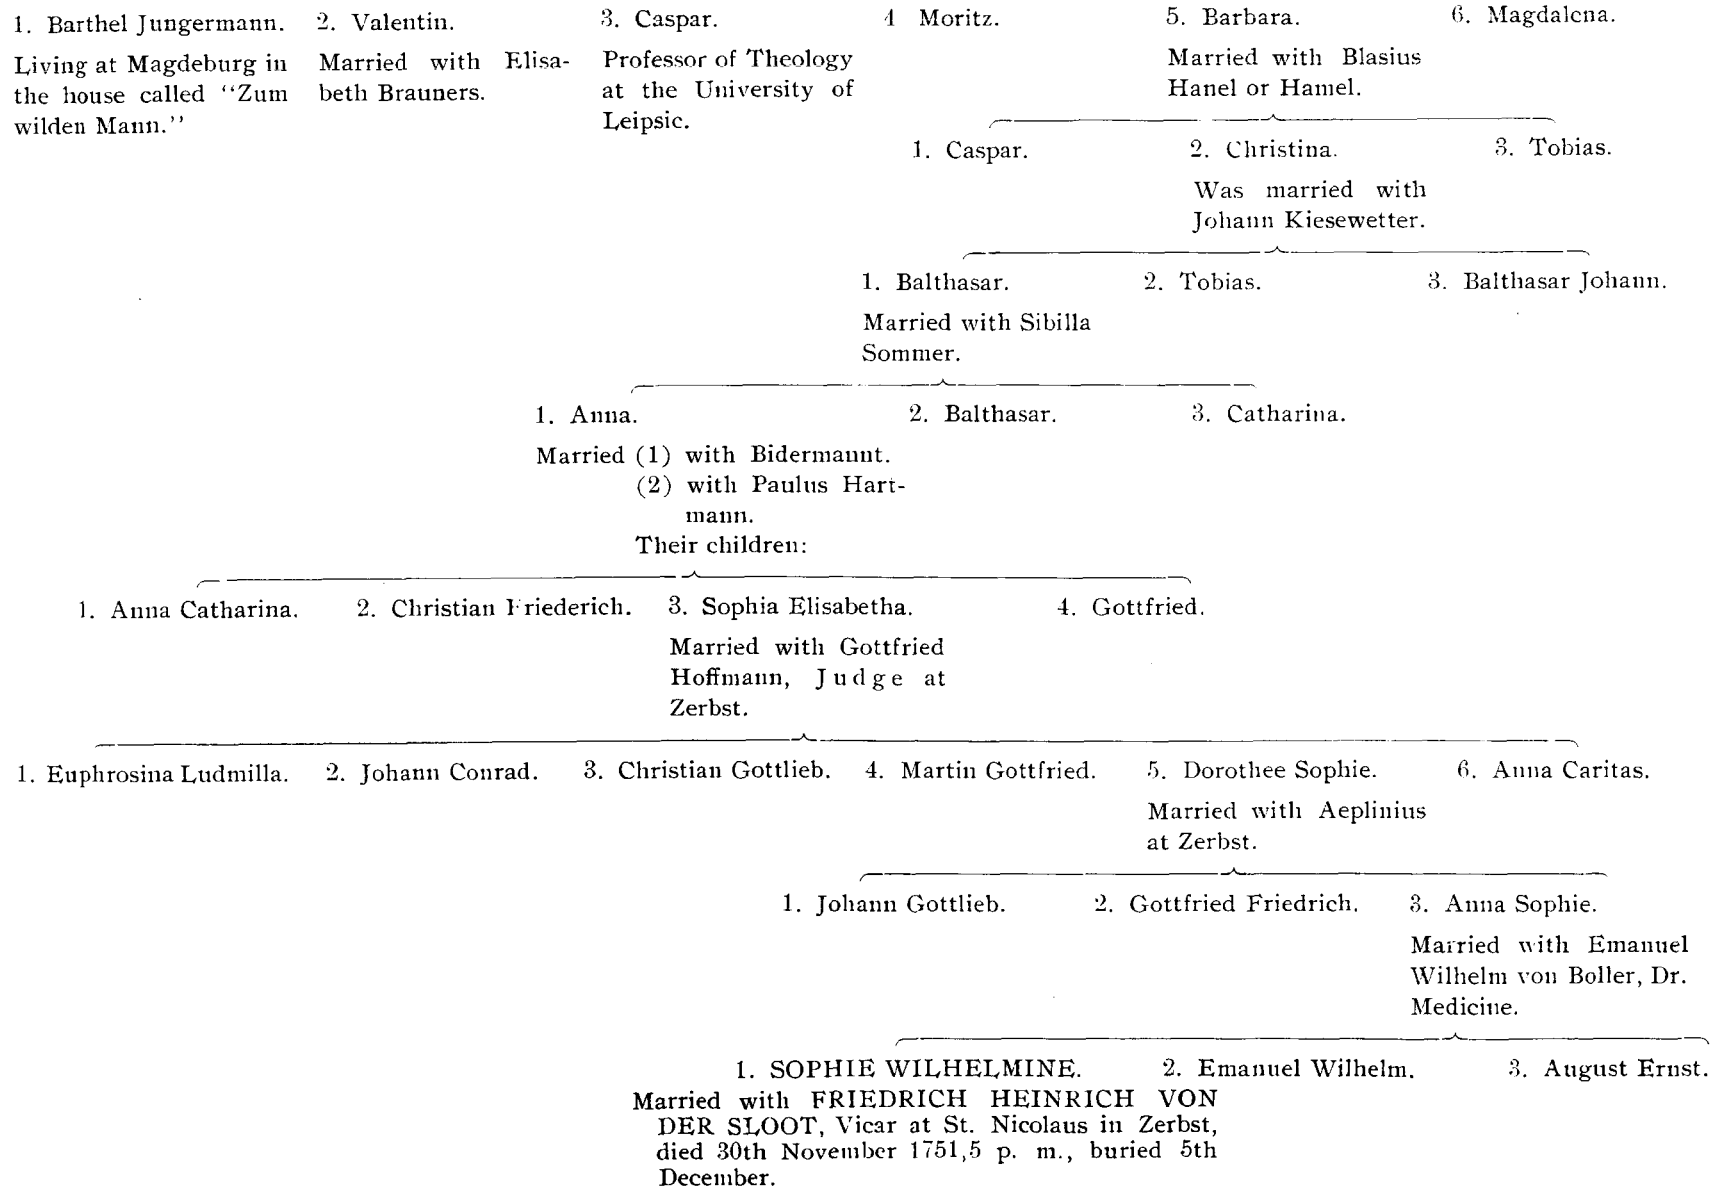 1. Barthel Jungermann. 2. Valentin. 3. Caspar. 4 Moritz. 5. Barbara. 6. Magdalena.
Living at Magdeburg in
the house called "Zum
wilden Mann."
Married with Elisa-
beth Brauners.
Professor of Theology
at the University of
Leipsic.
Married with Blasius
Hanel or Hamel.
1. Caspar. 2. Christina. 3. Tobias.
Was married with
Johann Kiesewetter.
1. Balthasar. 2. Tobias. 3. Balthasar Johann.
Married with Sibilla
Sommer.
1. Anna. 2. Balthasar. 3. Catharina.
Married (1) with Bidermannt.
(2) with Paulus Hart-
mann.
Their children:
1. Anna Catharina. 2. Christian Friederich. 3. Sophia Elisabetha. 4. Gottfried.
Married with Gottfried
Hoffmann, Judge at
Zerbst.
1. Euphrosina Ludmilla. 2. Johann Conrad. 3. Christian Gottlieb. 4. Martin Gottfried. 5. Dorothee Sophie. 6. Anna Caritas.
Married with Aeplinius
at Zerbst.
1. Johann Gottlieb. 2. Gottfried Friedrich. 3. Anna Sophie.
Married with Emanuel
Wilhelm von Boller, Dr.
Medicine.
1. SOPHIE WILHELMINE. 2. Emanuel Wilhelm. 3. August Ernst.
Married with FRIEDRICH HEINRICH VON
DER SLOOT, Vicar at St. Nicolaus in Zerbst,
died 30th November 1751,5 p. m., buried 5th
December.